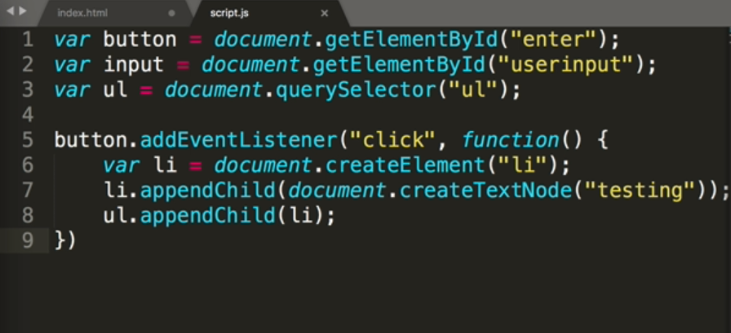 index.html
script.js
1 var button = document.getElementById("enter");
2 var input = document.getElementById("userinput");
3 var ul = document.querySelector("ul");
4
5 button.addEventListener("click", function() {
6     var li = document.createElement("li");
7     li.appendChild(document.createTextNode("testing"));
8     ul.appendChild(li);
9 })